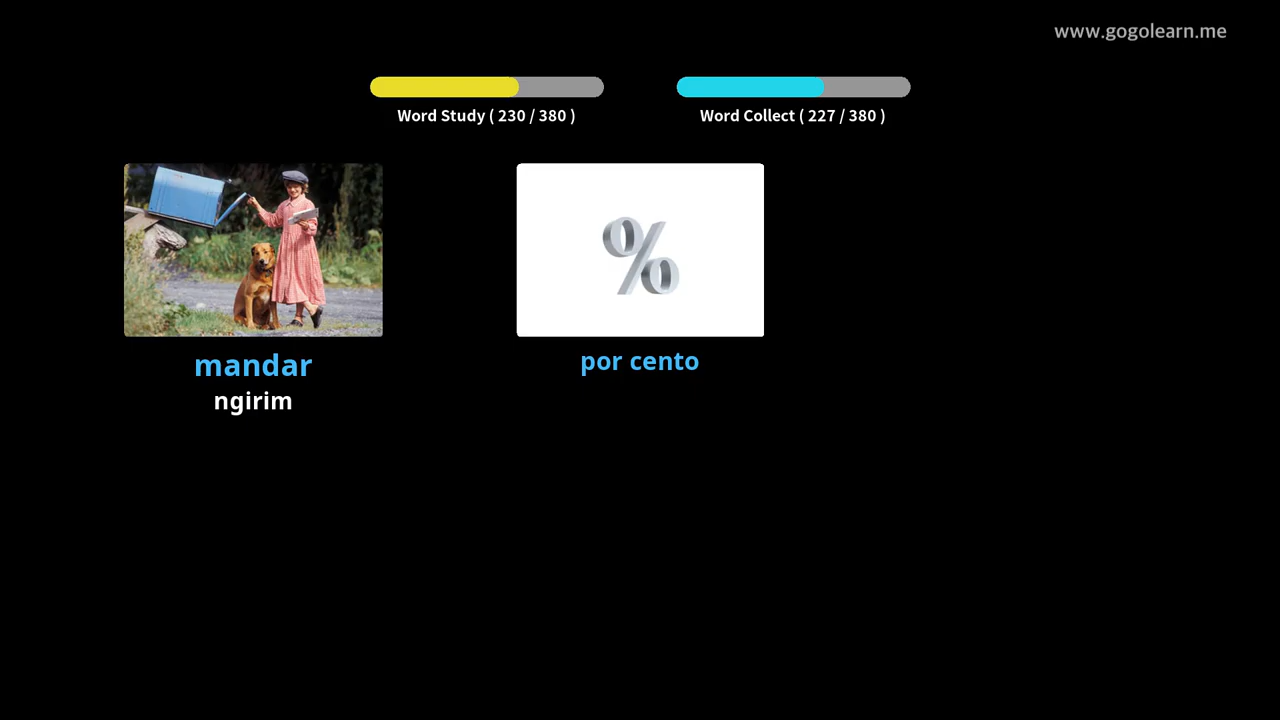 www.gogolearn.me
Word Study ( 230 / 380 )
Word Collect ( 227 / 380 )
%
mandar
ngirim
por cento